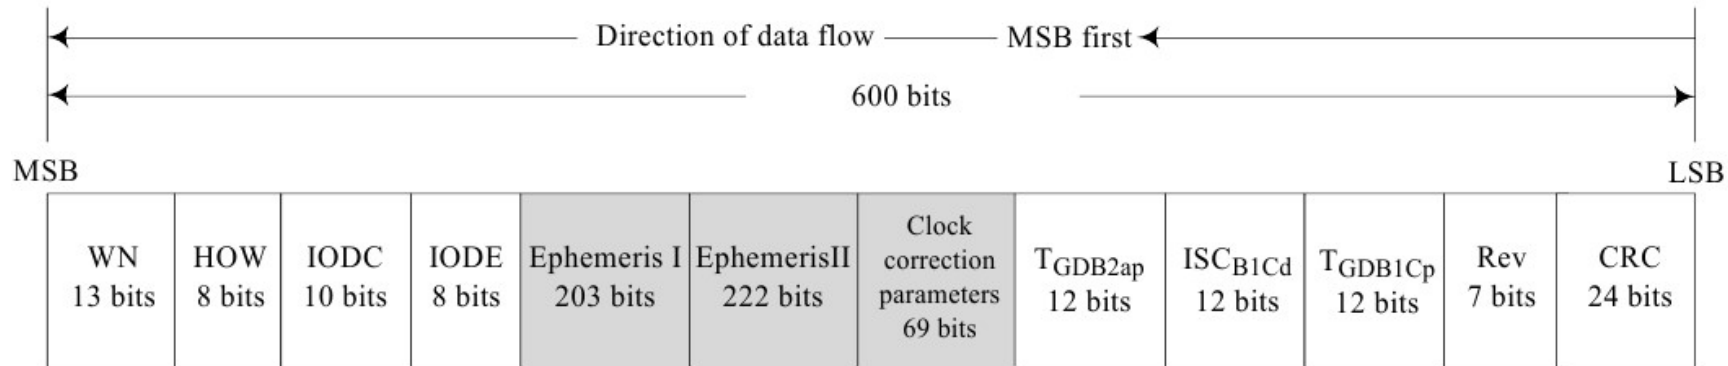 Direction of data flow MSB first
600 bits
MSB LSB
WN
13 bits
HOW
8 bits
IODC
10 bits
IODE
8 bits
Ephemeris I
203 bits
EphemerisII
222 bits
Clock
correction
parameters
69 bits
TGDB2ap
12 bits
ISCB1Cd
12 bits
TGDB1Cp
12 bits
Rev
7 bits
CRC
24 bits